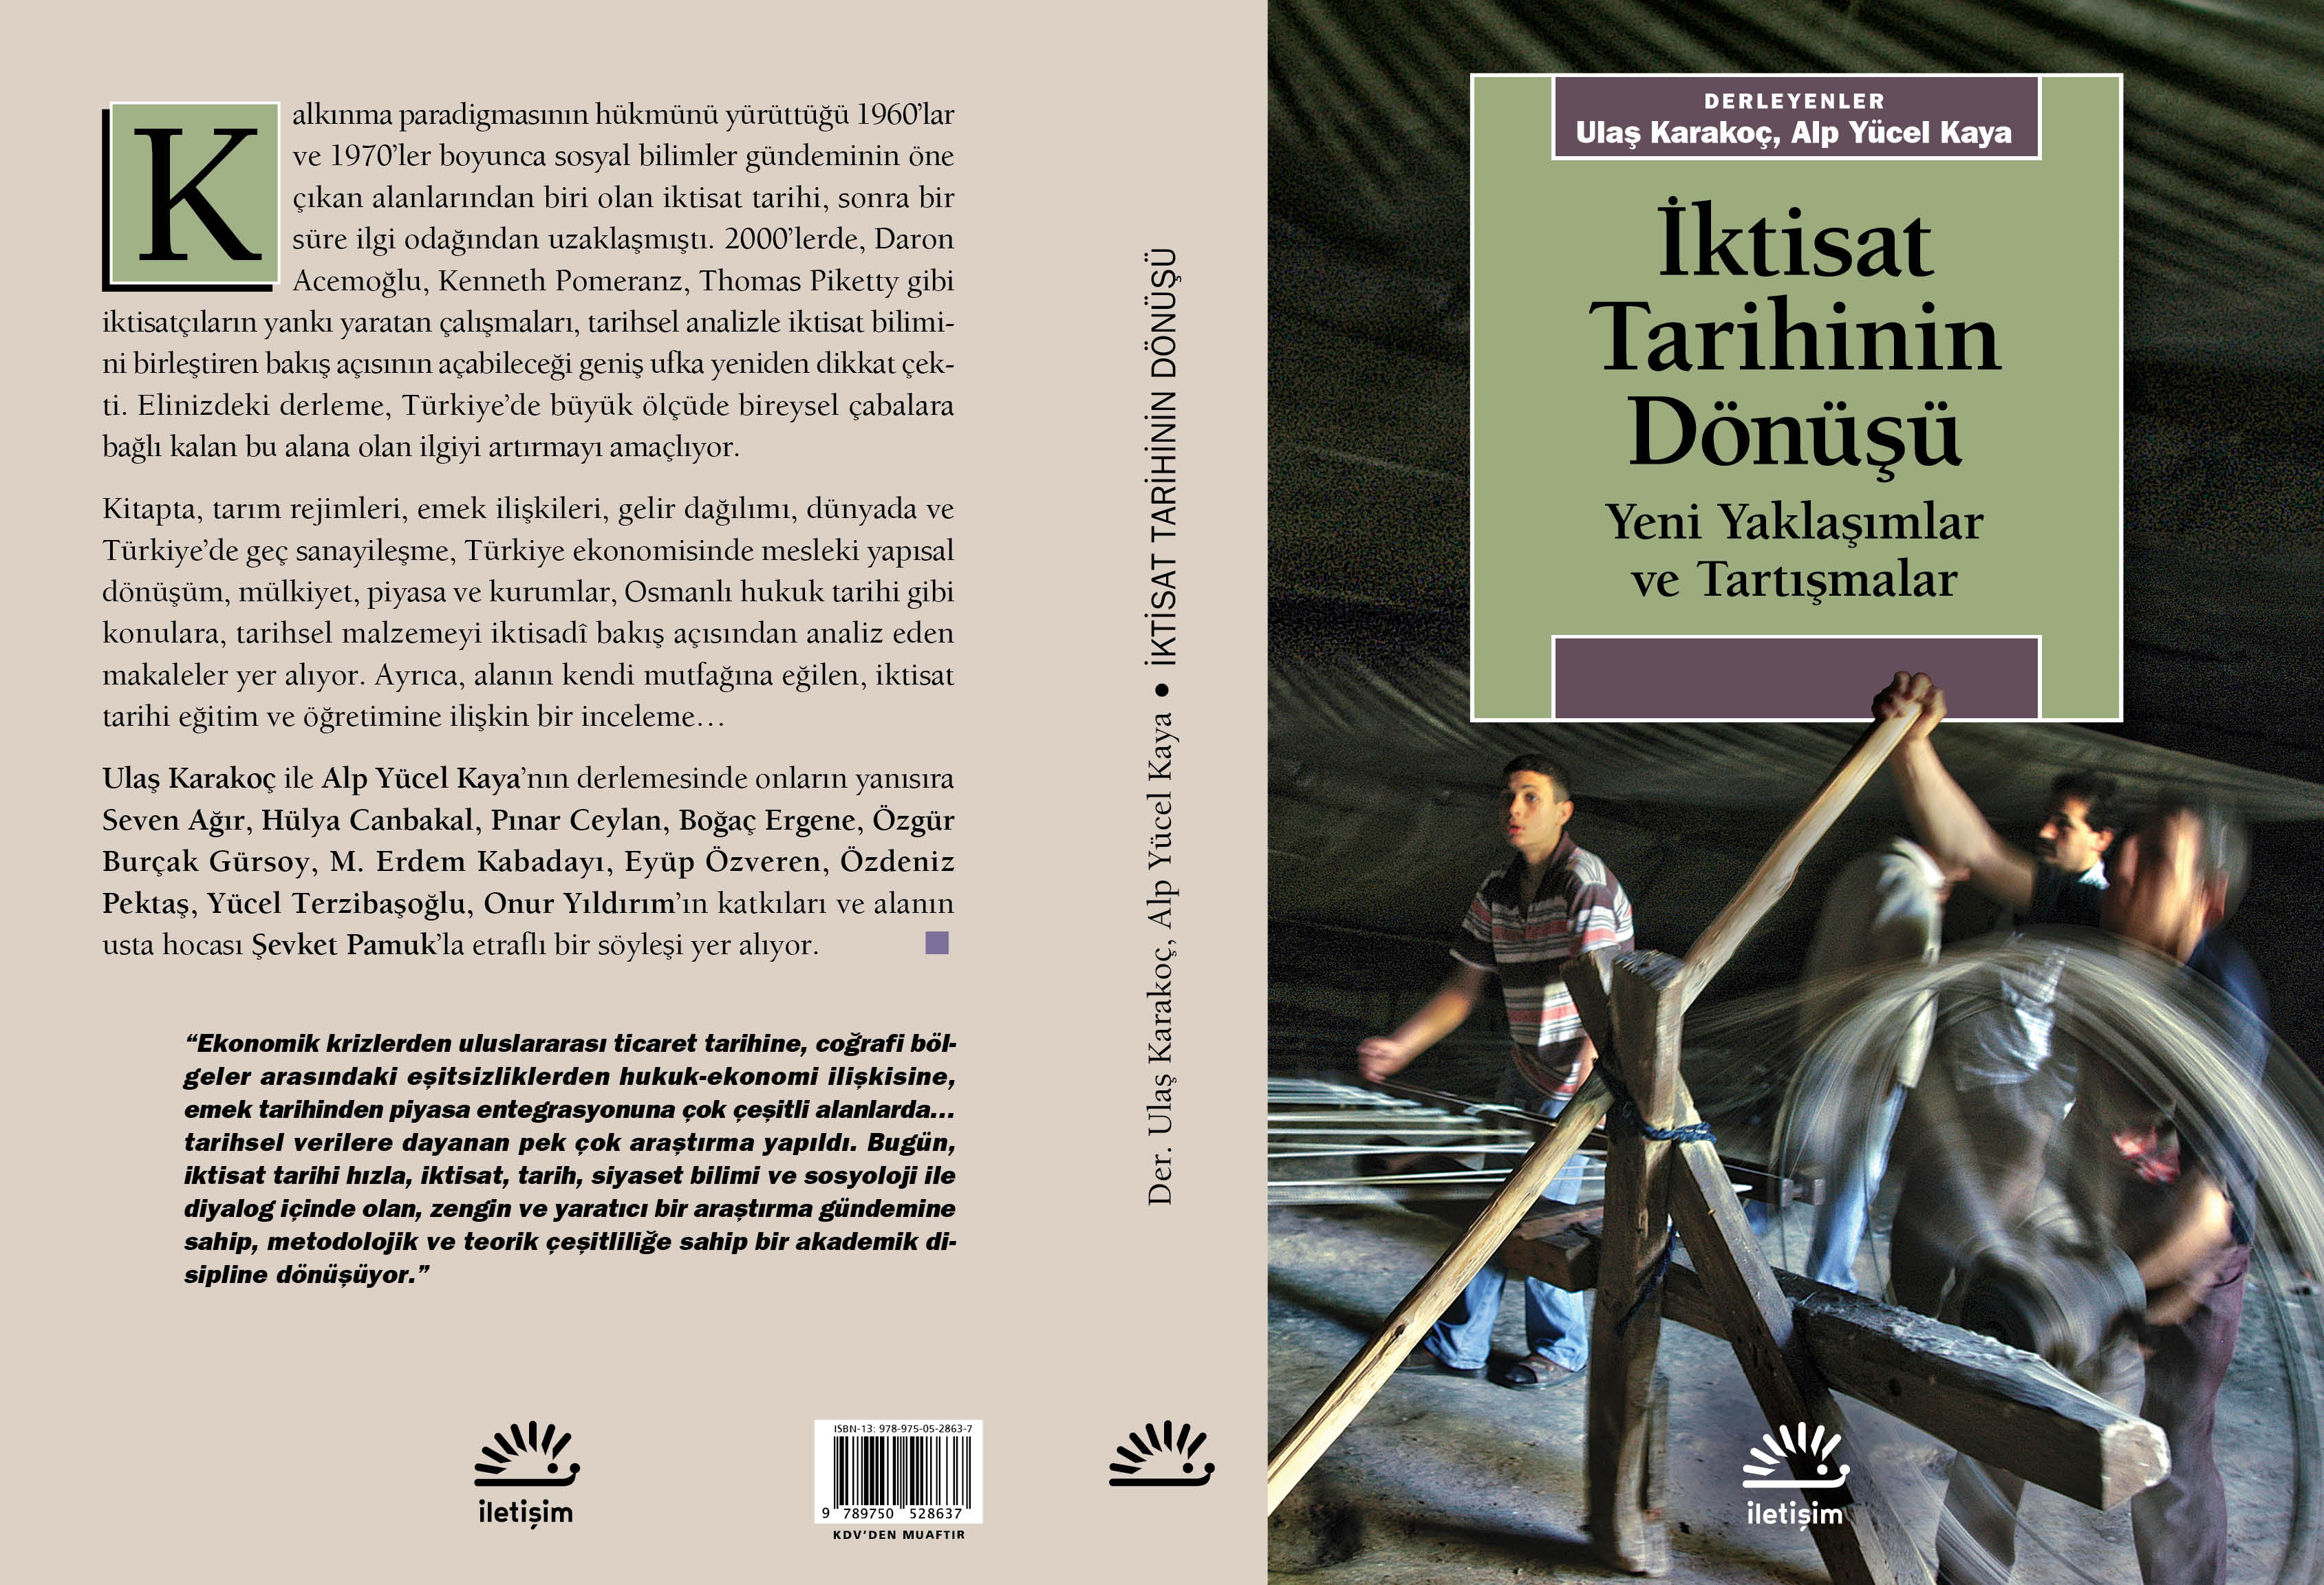 Kalkınma paradigmasının hükmünü yürüttüğü 1960’lar
ve 1970’ler boyunca sosyal bilimler gündeminin öne
çıkan alanlarından biri olan iktisat tarihi, sonra bir
süre ilgi odağından uzaklaşmıştı. 2000’lerde, Daron
Acemoğlu, Kenneth Pomeranz, Thomas Piketty gibi
iktisatçıların yankı yaratan çalışmaları, tarihsel analizle iktisat bilimi-
ni birleştiren bakış açısının açabileceği geniş ufka yeniden dikkat çek-
ti. Elinizdeki derleme, Türkiye’de büyük ölçüde bireysel çabalara
bağlı kalan bu alana olan ilgiyi artırmayı amaçlıyor.
Kitapta, tarım rejimleri, emek ilişkileri, gelir dağılımı, dünyada ve
Türkiye’de geç sanayileşme, Türkiye ekonomisinde mesleki yapısal
dönüşüm, mülkiyet, piyasa ve kurumlar, Osmanlı hukuk tarihi gibi
konulara, tarihsel malzemeyi iktisadî bakış açısından analiz eden
makaleler yer alıyor. Ayrıca, alanın kendi mutfağına eğilen, iktisat
tarihi eğitim ve öğretimine ilişkin bir inceleme…
Ulaş Karakoç ile Alp Yücel Kaya’nın derlemesinde onların yanısıra
Seven Ağır, Hülya Canbakal, Pınar Ceylan, Boğaç Ergene, Özgür
Burçak Gürsoy, M. Erdem Kabadayı, Eyüp Özveren, Özdeniz
Pektaş, Yücel Terzibaşoğlu, Onur Yıldırım’ın katkıları ve alanın
usta hocası Şevket Pamuk’la etraflı bir söyleşi yer alıyor.
“Ekonomik krizlerden uluslararası ticaret tarihine, coğrafi böl-
geler arasındaki eşitsizliklerden hukuk-ekonomi ilişkisine,
emek tarihinden piyasa entegrasyonuna çok çeşitli alanlarda...
tarihsel verilere dayanan pek çok araştırma yapıldı. Bugün,
iktisat tarihi hızla, iktisat, tarih, siyaset bilimi ve sosyoloji ile
diyalog içinde olan, zengin ve yaratıcı bir araştırma gündemine
sahip, metodolojik ve teorik çeşitliliğe sahip bir akademik di-
sipline dönüşüyor.”
iletişim
ISBN-13: 978-975-05-2863-7
9 789750 528637
KDV’DEN MUAFTIR
Der. Ulaş Karakoç, Alp Yücel Kaya • İKTİSAT TARİHİNİN DÖNÜŞÜ
DERLEYENLER
Ulaş Karakoç, Alp Yücel Kaya
İktisat
Tarihinin
Dönüşü
Yeni Yaklaşımlar
ve Tartışmalar
iletişim